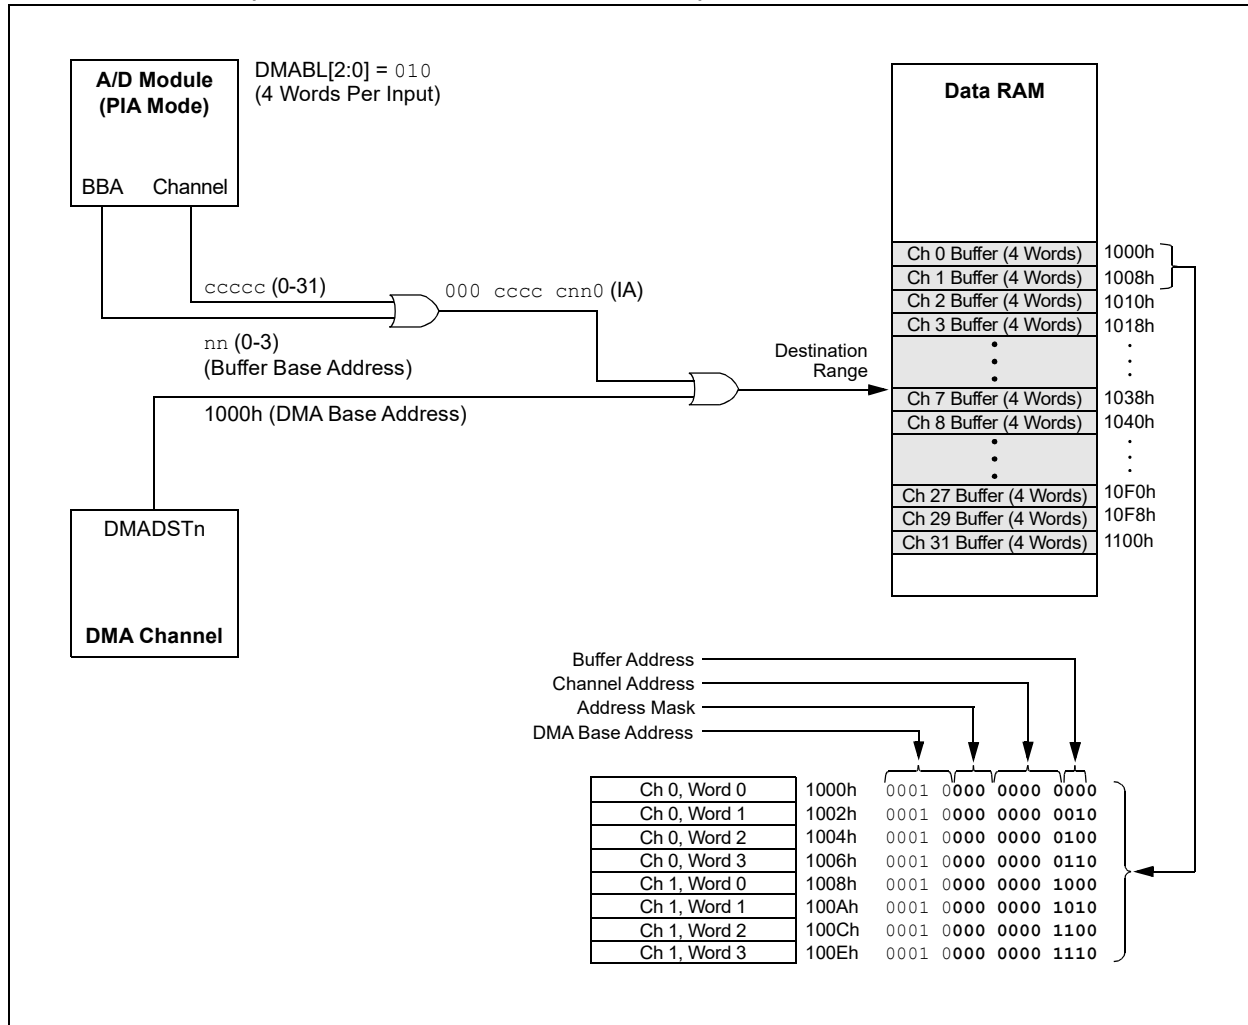 A/D Module
(PIA Mode)
BBA Channel
DMABL[2:0] = 010
(4 Words Per Input)
ccccc (0-31)
000 cccc cnn0 (IA)
nn (0-3)
(Buffer Base Address)
1000h (DMA Base Address)
Destination
Range
DMADSTn
DMA Channel
Data RAM
Ch 0 Buffer (4 Words) 1000h
Ch 1 Buffer (4 Words) 1008h
Ch 2 Buffer (4 Words) 1010h
Ch 3 Buffer (4 Words) 1018h
Ch 7 Buffer (4 Words) 1038h
Ch 8 Buffer (4 Words) 1040h
Ch 27 Buffer (4 Words) 10F0h
Ch 29 Buffer (4 Words) 10F8h
Ch 31 Buffer (4 Words) 1100h
Buffer Address
Channel Address
Address Mask
DMA Base Address
Ch 0, Word 0 1000h 0001 0000 0000 0000
Ch 0, Word 1 1002h 0001 0000 0000 0010
Ch 0, Word 2 1004h 0001 0000 0000 0100
Ch 0, Word 3 1006h 0001 0000 0000 0110
Ch 1, Word 0 1008h 0001 0000 0000 1000
Ch 1, Word 1 100Ah 0001 0000 0000 1010
Ch 1, Word 2 100Ch 0001 0000 0000 1100
Ch 1, Word 3 100Eh 0001 0000 0000 1110